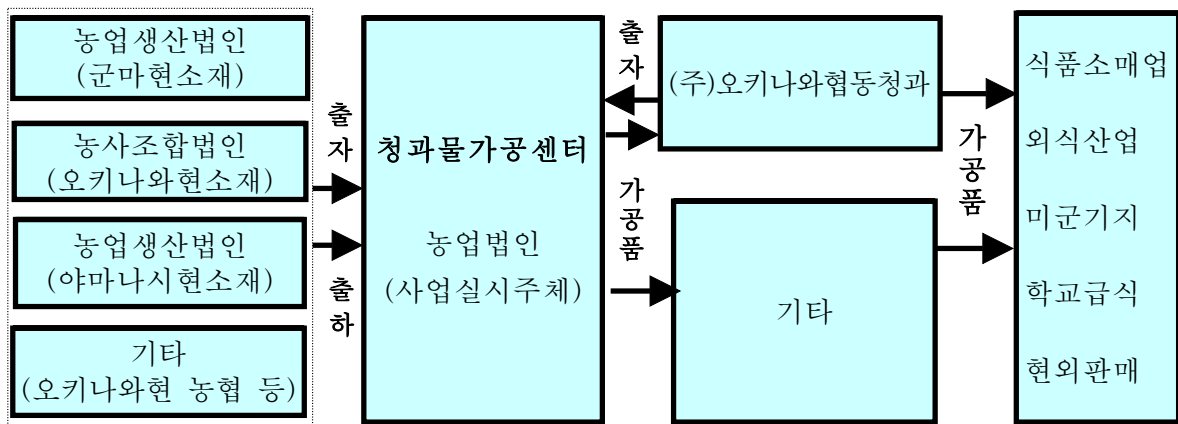 농업생산법인
(군마현소재)
농사조합법인
(오키나와현소재)
농업생산법인
(야마나시현소재)
기타
(오키나와현 농협 등)
출자
출하
청과물가공센터
농업법인
(사업실시주체)
출자
가공품
(주)오키나와협동청과
기타
가공품
식품소매업
외식산업
미군기지
학교급식
현외판매